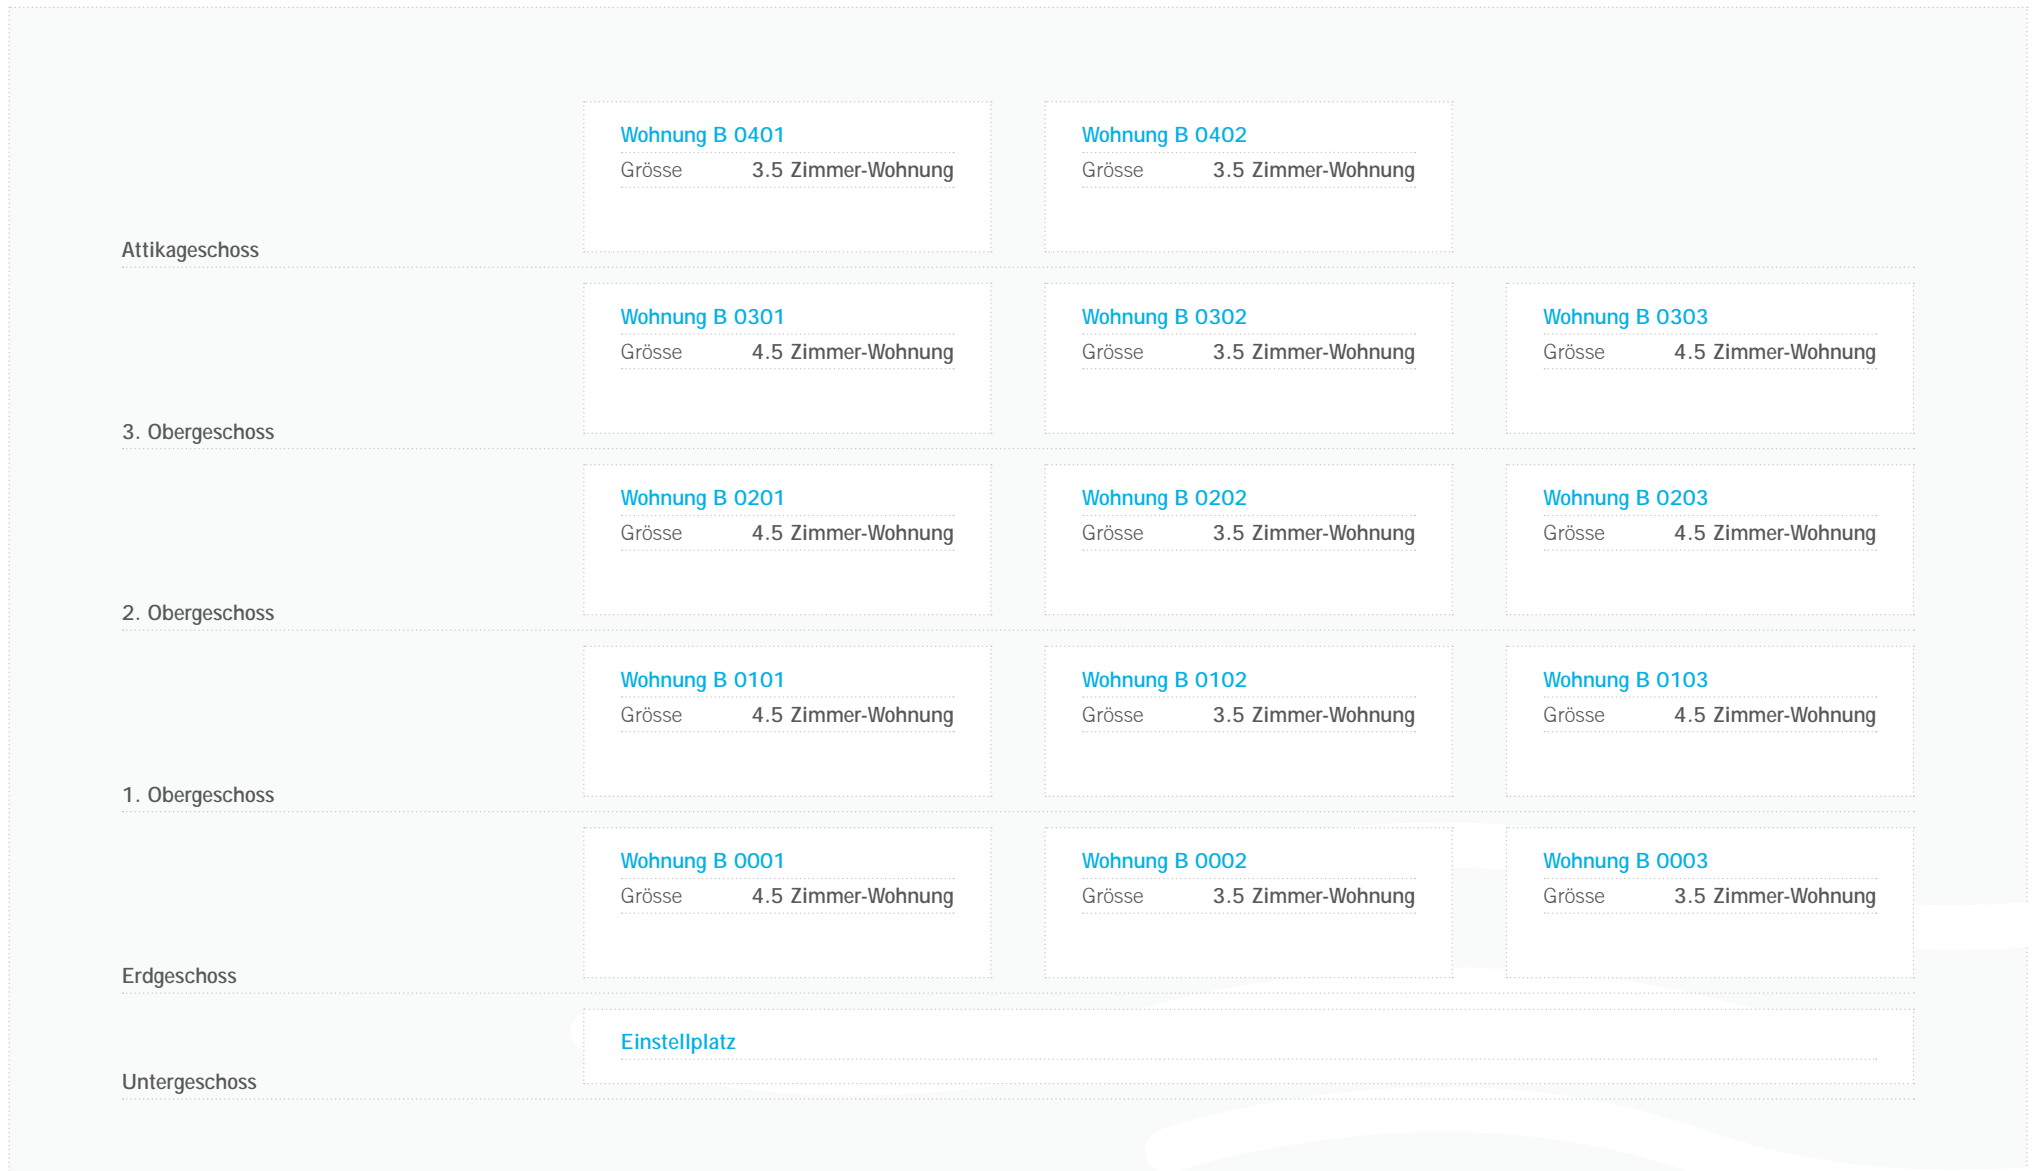 Wohnung B 0401
Grösse 3.5 Zimmer-Wohnung
Wohnung B 0402
Grösse 3.5 Zimmer-Wohnung
Attikageschoss
Wohnung B 0301
Grösse 4.5 Zimmer-Wohnung
Wohnung B 0302
Grösse 3.5 Zimmer-Wohnung
Wohnung B 0303
Grösse 4.5 Zimmer-Wohnung
3. Obergeschoss
Wohnung B 0201
Grösse 4.5 Zimmer-Wohnung
Wohnung B 0202
Grösse 3.5 Zimmer-Wohnung
Wohnung B 0203
Grösse 4.5 Zimmer-Wohnung
2. Obergeschoss
Wohnung B 0101
Grösse 4.5 Zimmer-Wohnung
Wohnung B 0102
Grösse 3.5 Zimmer-Wohnung
Wohnung B 0103
Grösse 4.5 Zimmer-Wohnung
1. Obergeschoss
Wohnung B 0001
Grösse 4.5 Zimmer-Wohnung
Wohnung B 0002
Grösse 3.5 Zimmer-Wohnung
Wohnung B 0003
Grösse 3.5 Zimmer-Wohnung
Erdgeschoss
Einstellplatz
Untergeschoss